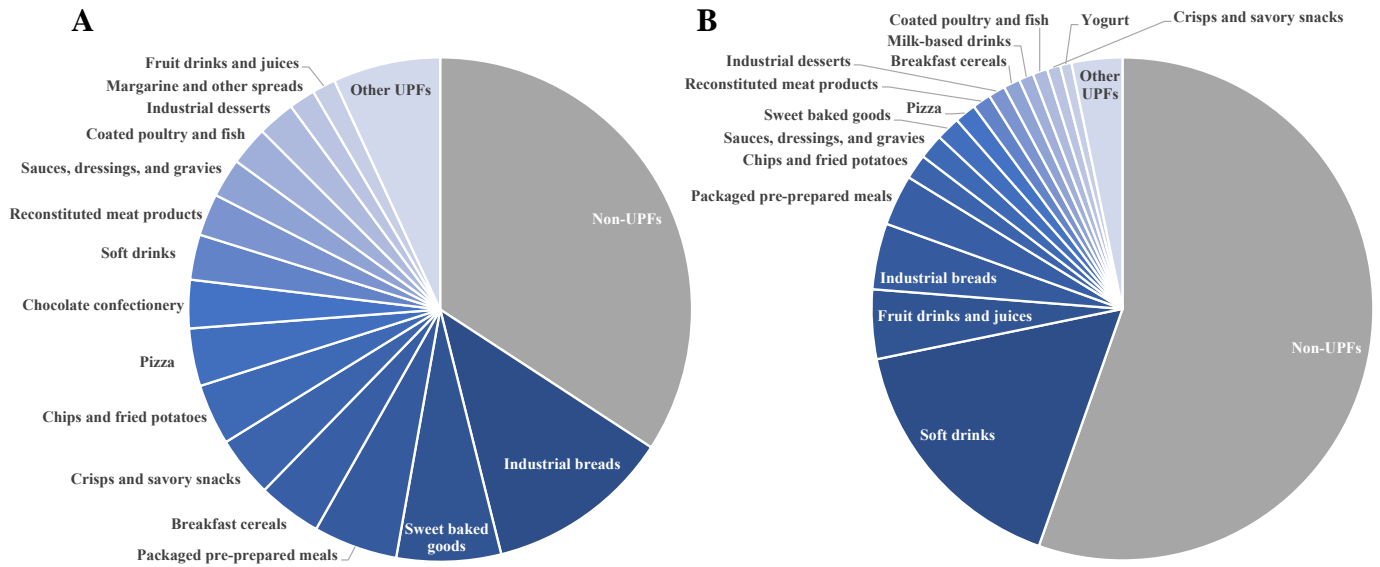 A
Fruit drinks and juices
Margarine and other spreads
Industrial desserts
Coated poultry and fish
Sauces, dressings, and gravies
Reconstituted meat products
Soft drinks
Chocolate confectionery
Pizza
Chips and fried potatoes
Crisps and savory snacks
Breakfast cereals
Packaged pre-prepared meals
Sweet baked
goods
Industrial breads
Non-UPFs
Other UPFs
B
Crisps and savory snacks
Yogurt
Coated poultry and fish
Milk-based drinks
Breakfast cereals
Industrial desserts
Reconstituted meat products
Pizza
Sweet baked goods
Sauces, dressings, and gravies
Chips and fried potatoes
Packaged pre-prepared meals
Industrial breads
Fruit drinks and juices
Soft drinks
Non-UPFs
Other
UPFs